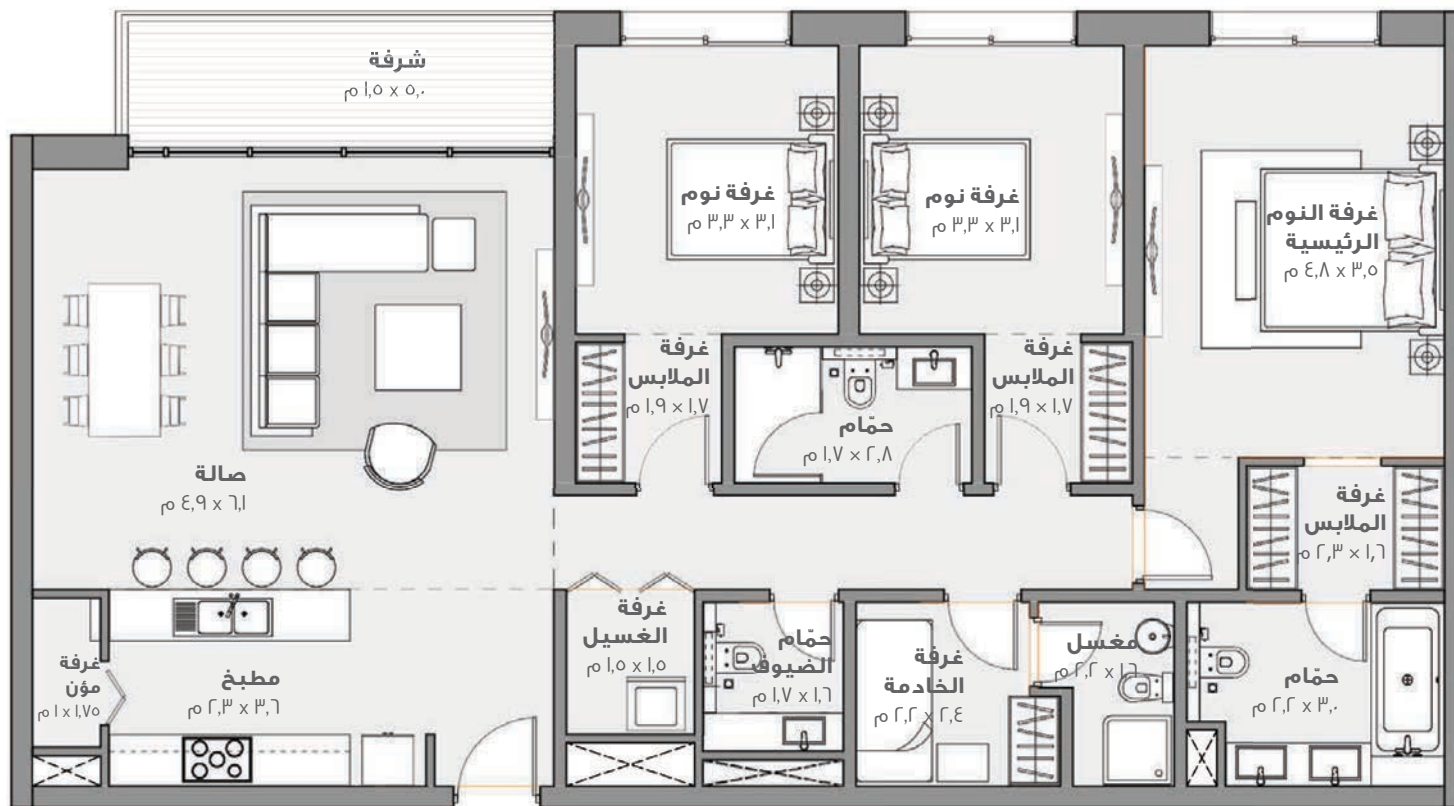 شرفة
١,٥ x ٥,٠ م
غرفة نوم
٣,٣ x ٣,١ م
غرفة نوم
٣,٣ x ٣,١ م
غرفة النوم
الرئيسية
٤,٨ x ٣,٥ م
غرفة
الملابس
١,٩ x ١,٧ م
حمّام
١,٧ x ٢,٨ م
غرفة
الملابس
١,٩ x ١,٧ م
صالة
٤,٩ x ٦,١ م
غرفة
الملابس
٢,٣ x ١,٦ م
غرفة
مؤن
١ x ١,٧٥ م
مطبخ
٢,٣ x ٣,٦ م
غرفة
الغسيل
١,٥ x ١,٥ م
حمّام
الضيوف
١,٧ x ١,٦ م
غرفة
الخادمة
٢,٢ x ٢,٤ م
مغسل
٢,٢ x ١٦ م
حمّام
٢,٢ x ٣,٠ م